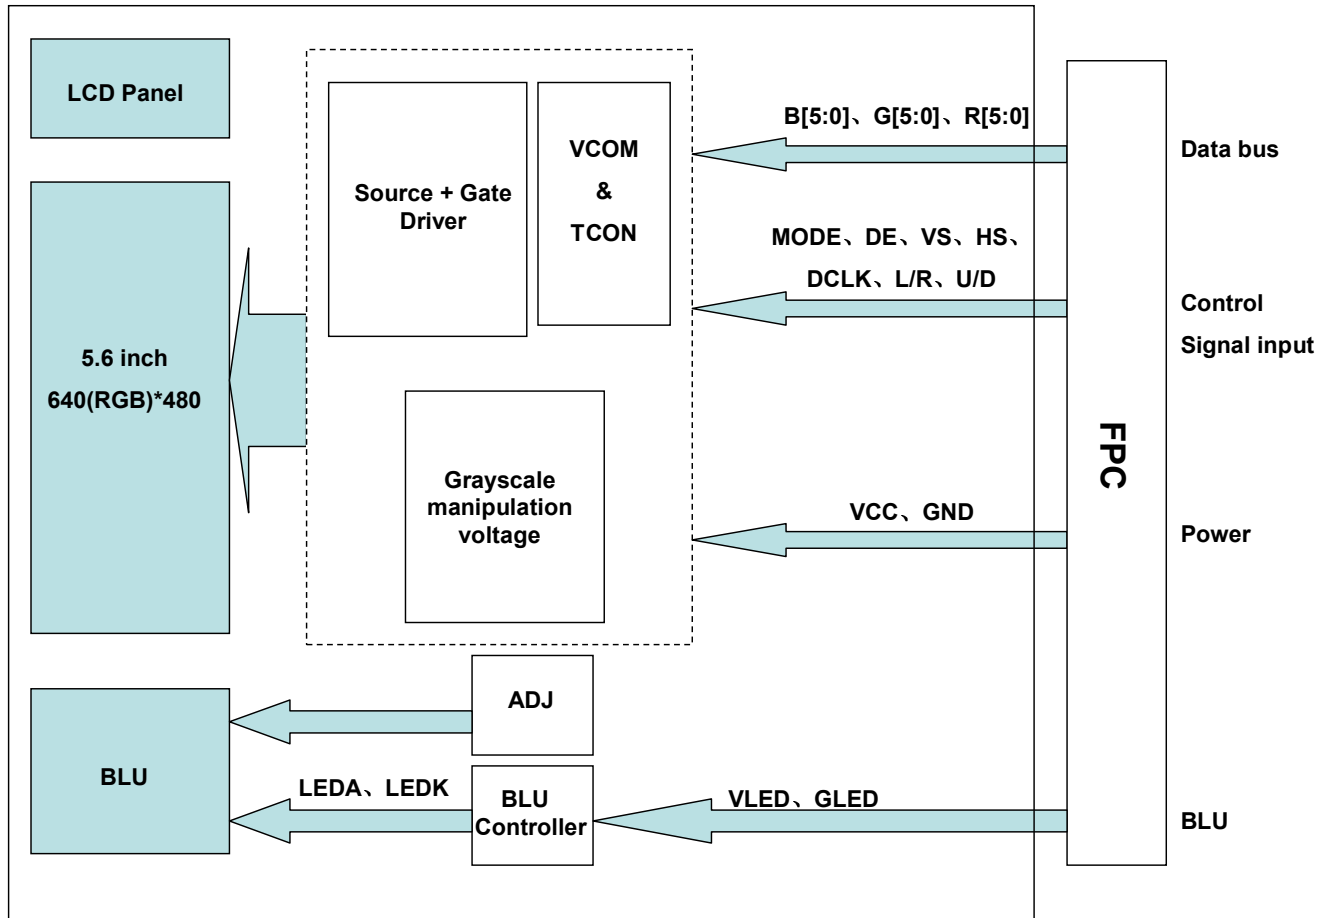 LCD Panel
5.6 inch
640(RGB)*480
BLU
Source + Gate
Driver
VCOM
&
TCON
Grayscale
manipulation
voltage
ADJ
BLU
Controller
LEDA、LEDK
B[5:0]、G[5:0]、R[5:0]
MODE、DE、VS、HS、
DCLK、L/R、U/D
VCC、GND
VLED、GLED
FPC
Data bus
Control
Signal input
Power
BLU